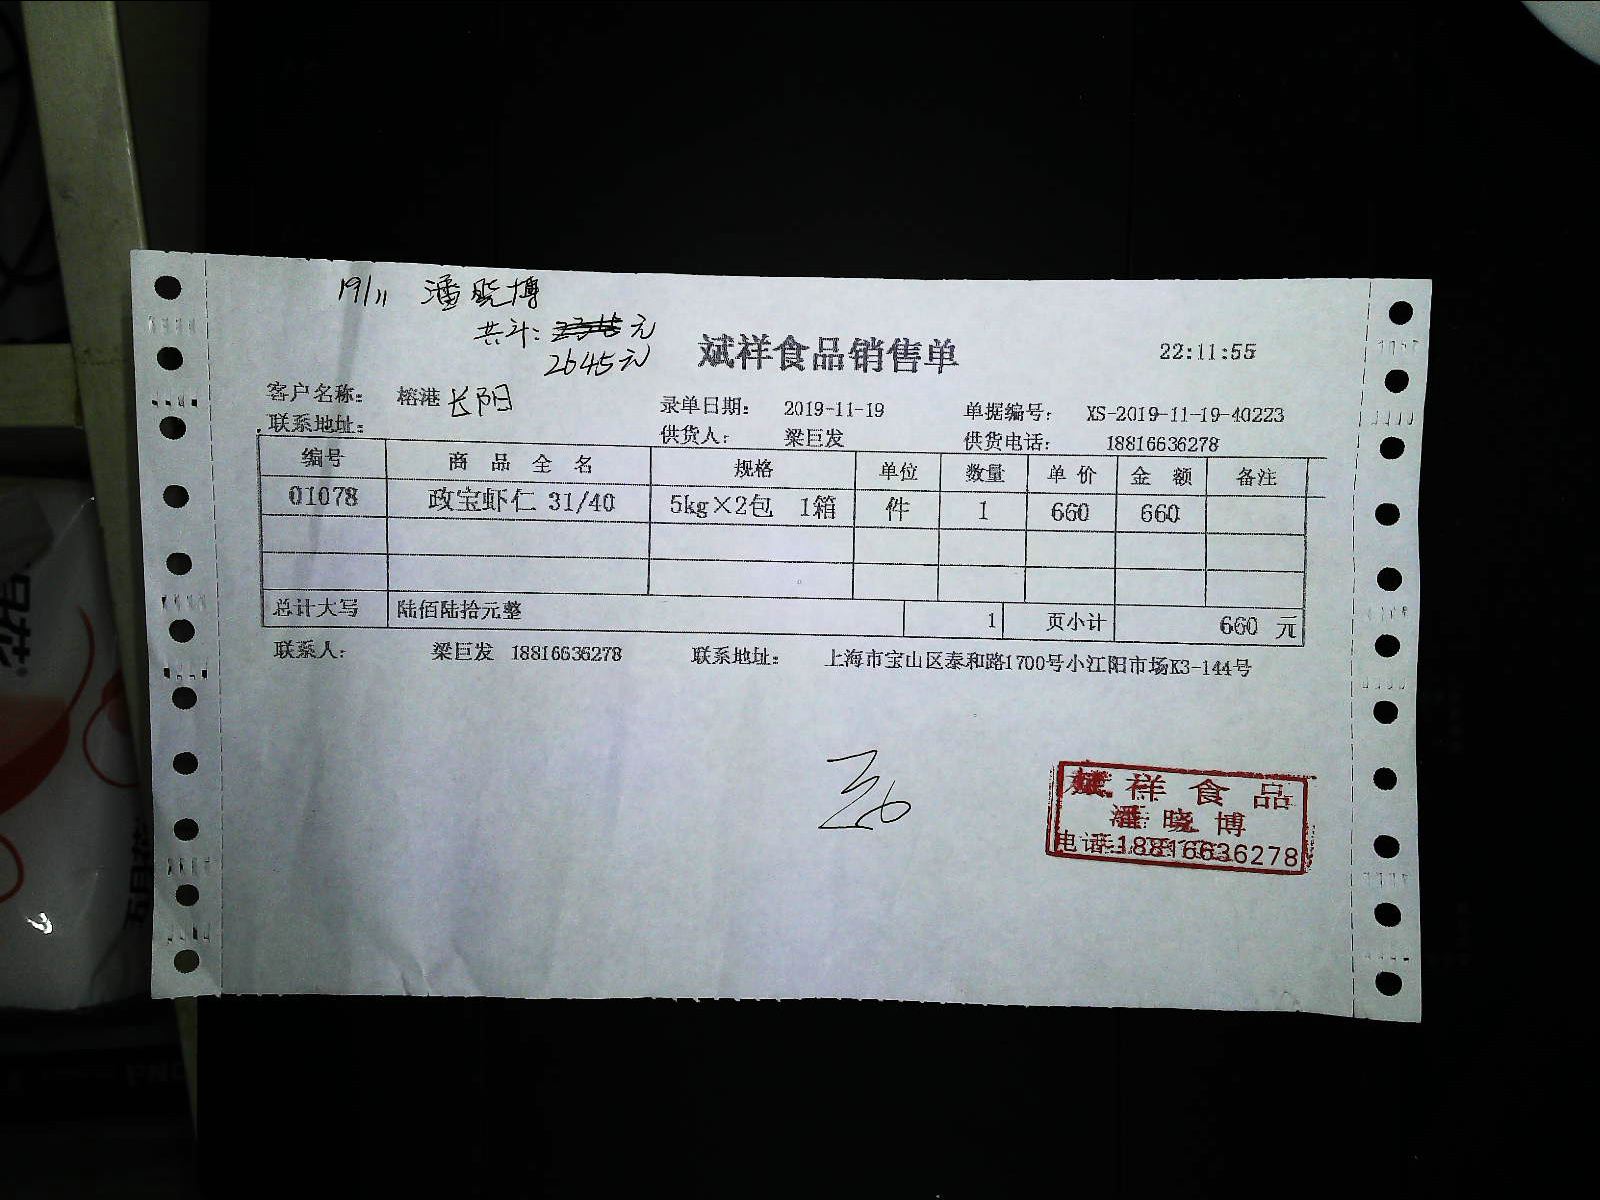 19/11 潘晓博
共计: 元
2645元
斌祥食品销售单
22:11:55
客户名称: 榕港 长阳
录单日期: 2019-11-19
单据编号: XS-2019-11-19-40223
联系地址:
供货人: 梁巨发
供货电话: 18816636278
编号 商品全名 规格 单位 数量 单价 金额 备注
01078 政宝虾仁 31/40 5kg×2包 1箱 件 1 660 660
总计大写 陆佰陆拾元整 1 页小计 660 元
联系人: 梁巨发 18816636278 联系地址: 上海市宝山区泰和路1700号小江阳市场K3-144号
斌祥食品
潘晓博
电话:18816636278